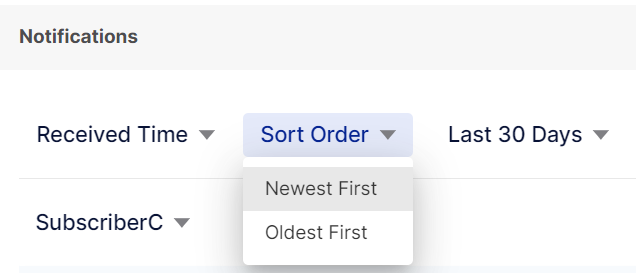 Notifications
Received Time Sort Order Last 30 Days
Newest First
SubscriberC
Oldest First